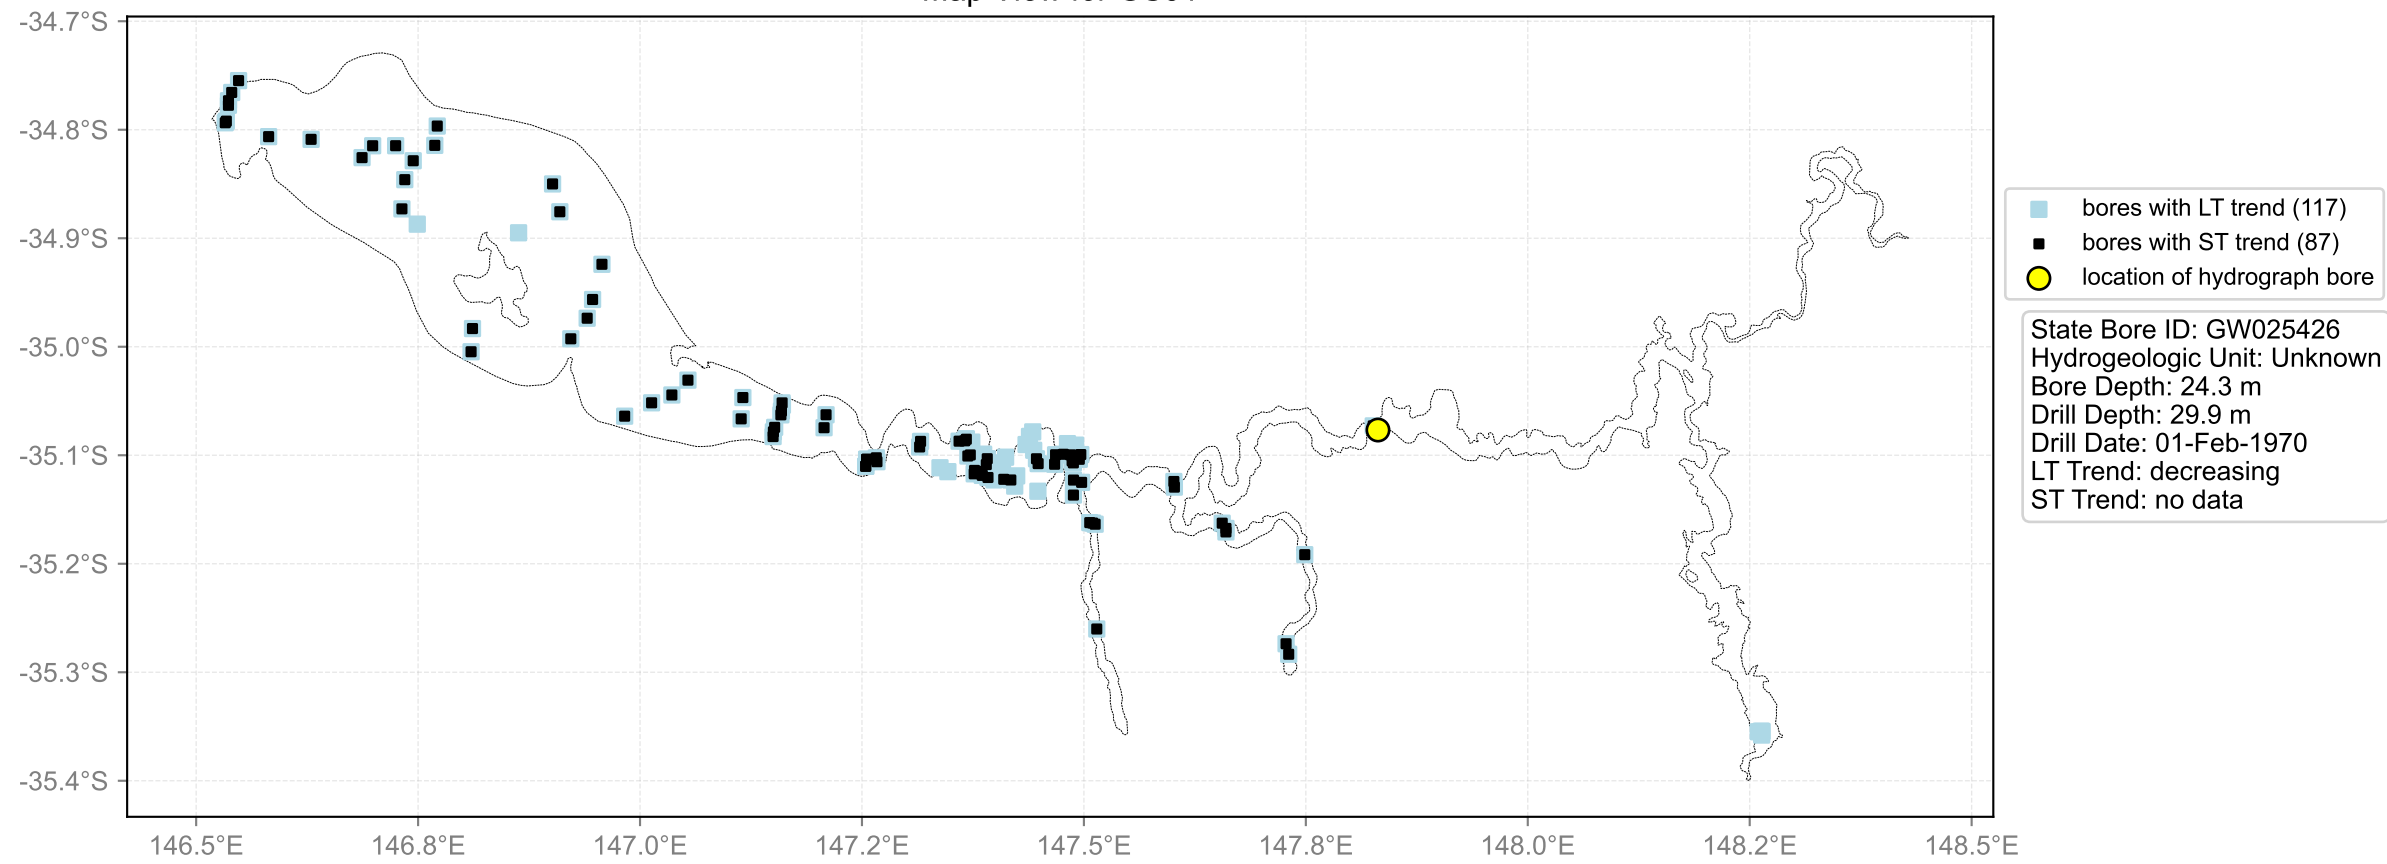 -34.7°S
-34.8°S
-34.9°S
-35.0°S
-35.1°S
-35.2°S
-35.3°S
-35.4°S
146.5°E 146.8°E 147.0°E 147.2°E 147.5°E 147.8°E 148.0°E 148.2°E 148.5°E
bores with LT trend (117)
bores with ST trend (87)
location of hydrograph bore
State Bore ID: GW025426
Hydrogeologic Unit: Unknown
Bore Depth: 24.3 m
Drill Depth: 29.9 m
Drill Date: 01-Feb-1970
LT Trend: decreasing
ST Trend: no data